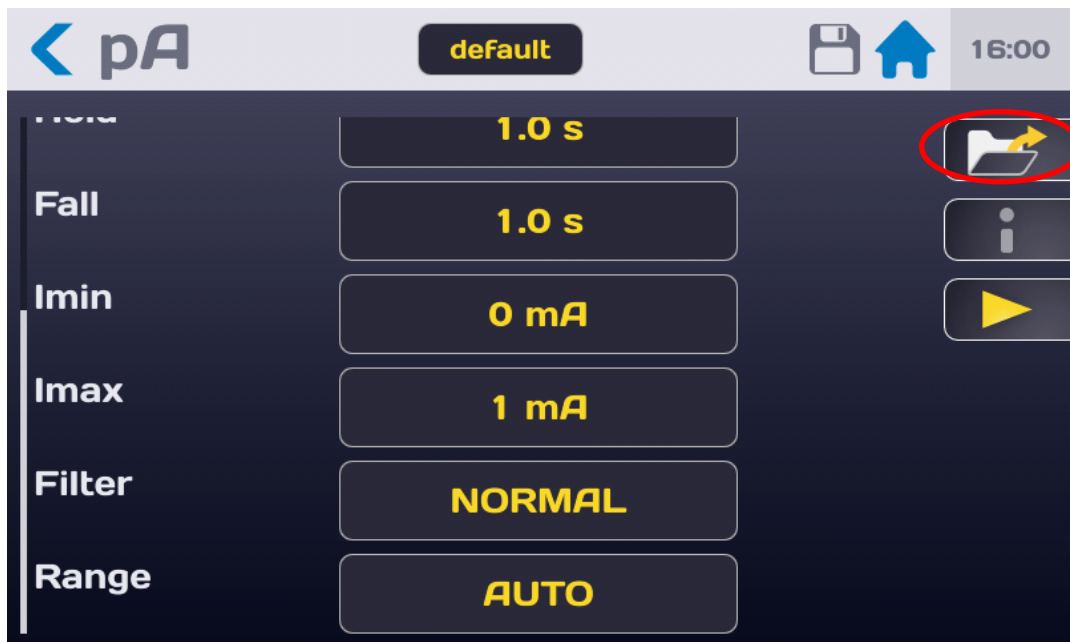 pA
default
16:00
Hold
1.0 s
Fall
1.0 s
Imin
0 mA
Imax
1 mA
Filter
NORMAL
Range
AUTO